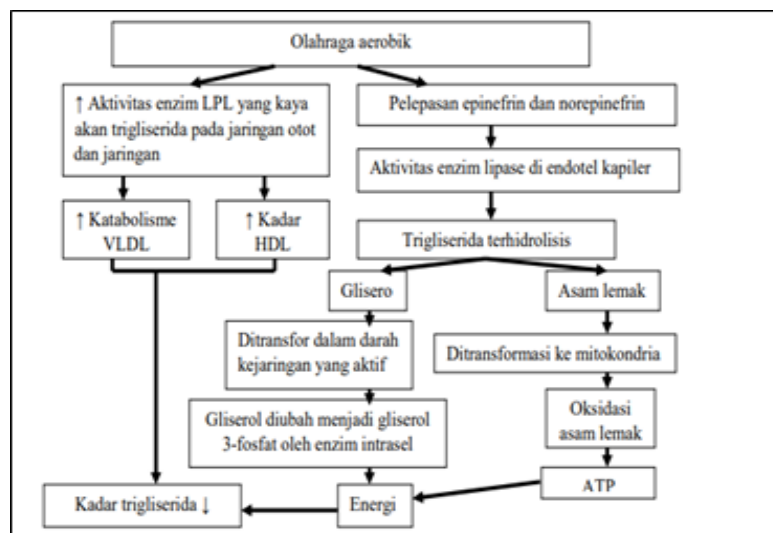 Olahraga aerobik
↑ Aktivitas enzim LPL yang kaya
akan trigliserida pada jaringan otot
dan jaringan
Pelepasan epinefrin dan norepinefrin
Aktivitas enzim lipase di endotel kapiler
↑ Katabolisme
VLDL
↑ Kadar
HDL
Trigliserida terhidrolisis
Glisero
Asam lemak
Ditransfor dalam darah
kejaringan yang aktif
Ditransformasi ke mitokondria
Gliserol diubah menjadi gliserol
3-fosfat oleh enzim intrasel
Oksidasi
asam lemak
Kadar trigliserida ↓
Energi
ATP